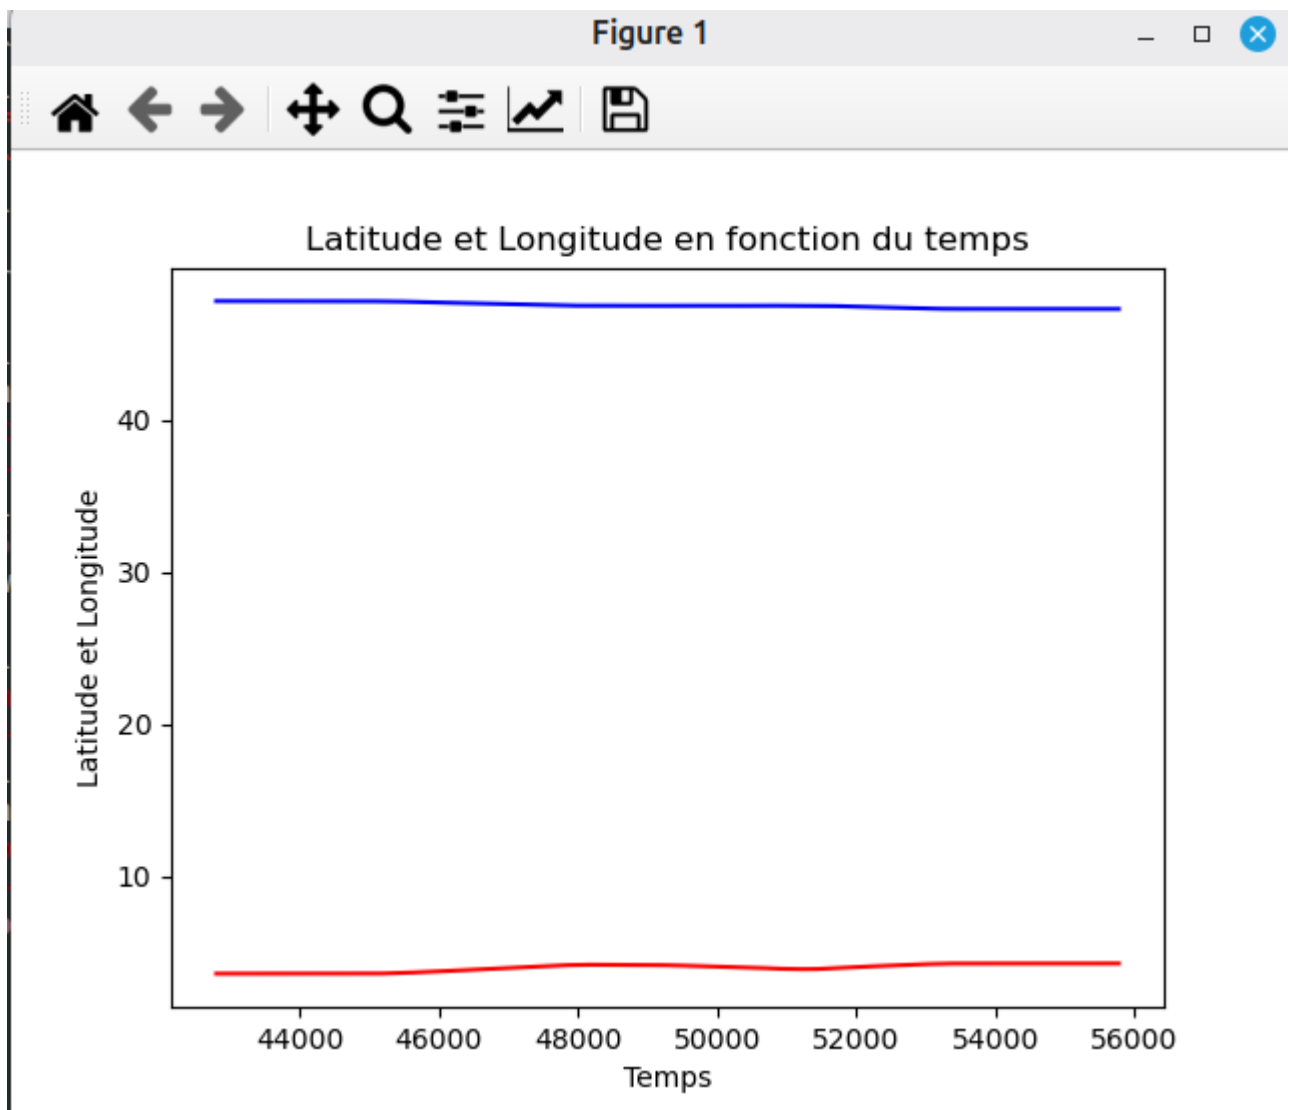 Figure 1
Latitude et Longitude en fonction du temps
40
30
20
10
Latitude et Longitude
44000 46000 48000 50000 52000 54000 56000
Temps